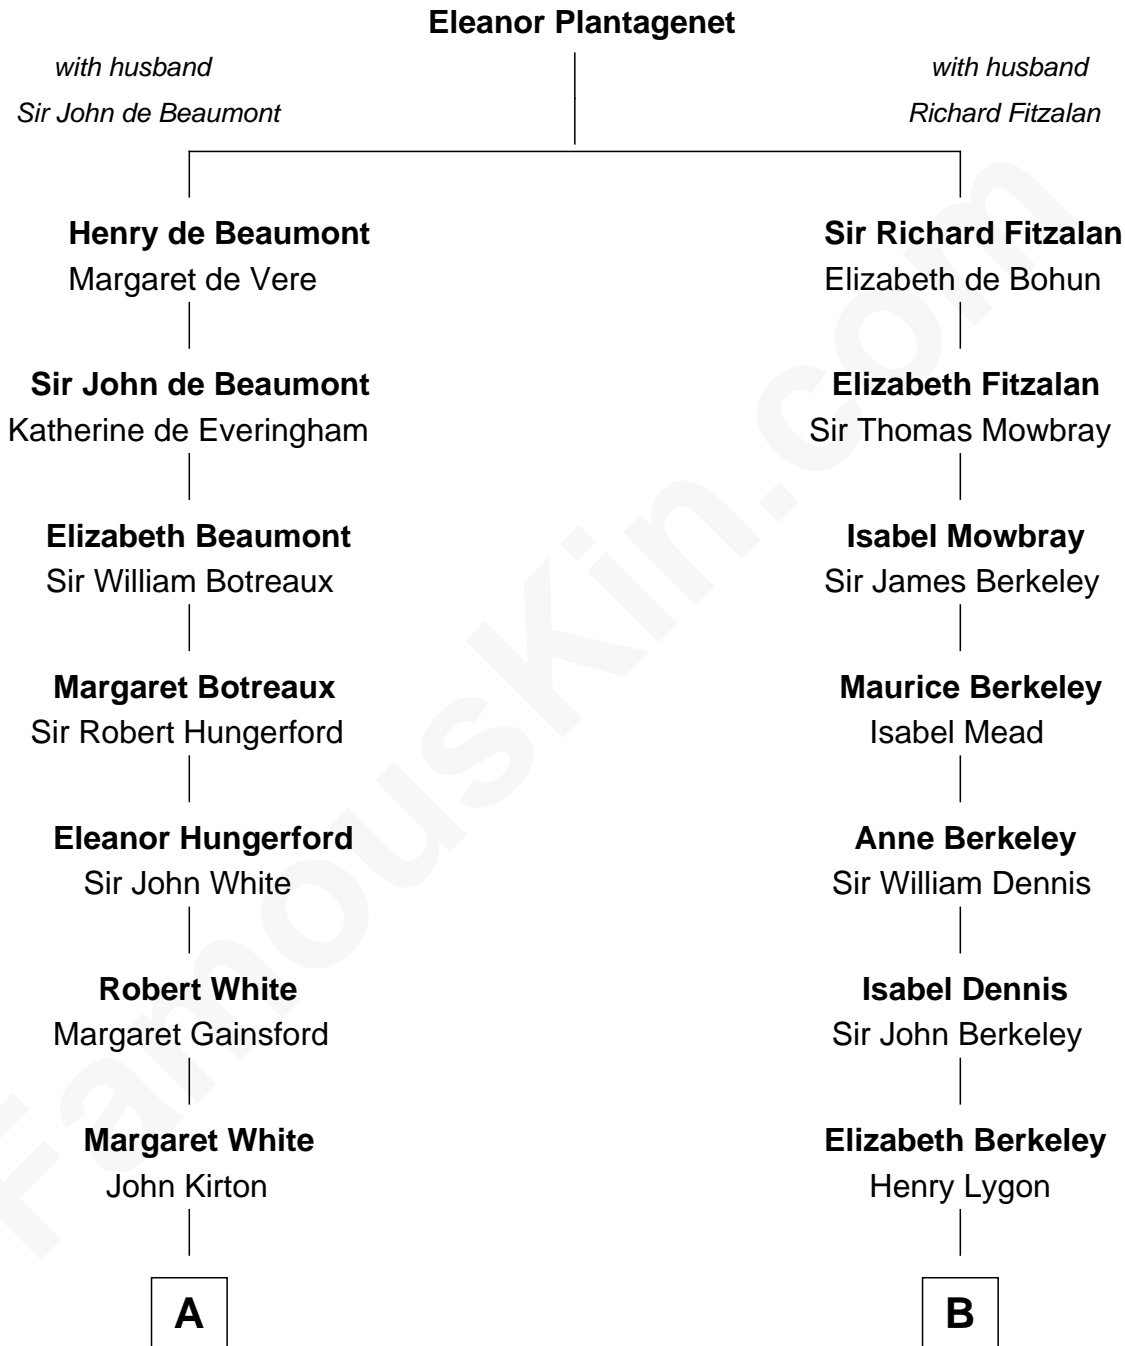 Eleanor Plantagenet
with husband
Sir John de Beaumont
with husband
Richard Fitzalan
Henry de Beaumont
Margaret de Vere
Sir John de Beaumont
Katherine de Everingham
Elizabeth Beaumont
Sir William Botreaux
Margaret Botreaux
Sir Robert Hungerford
Eleanor Hungerford
Sir John White
Robert White
Margaret Gainsford
Margaret White
John Kirton
A
Sir Richard Fitzalan
Elizabeth de Bohun
Elizabeth Fitzalan
Sir Thomas Mowbray
Isabel Mowbray
Sir James Berkeley
Maurice Berkeley
Isabel Mead
Anne Berkeley
Sir William Dennis
Isabel Dennis
Sir John Berkeley
Elizabeth Berkeley
Henry Lygon
B
FamousKin.com